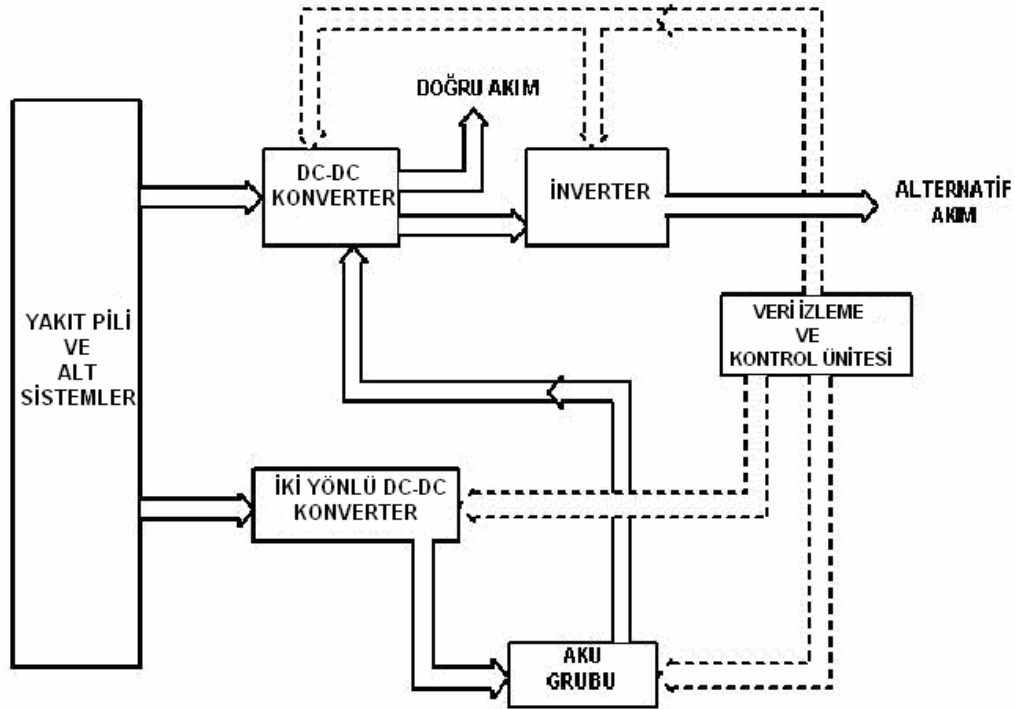 DOĞRU AKIM
DC-DC
KONVERTER
İNVERTER
ALTERNATİF
AKIM
YAKIT PİLİ
VE
ALT
SİSTEMLER
VERİ İZLEME
VE
KONTROL ÜNİTESİ
İKİ YÖNLÜ DC-DC
KONVERTER
AKU
GRUBU